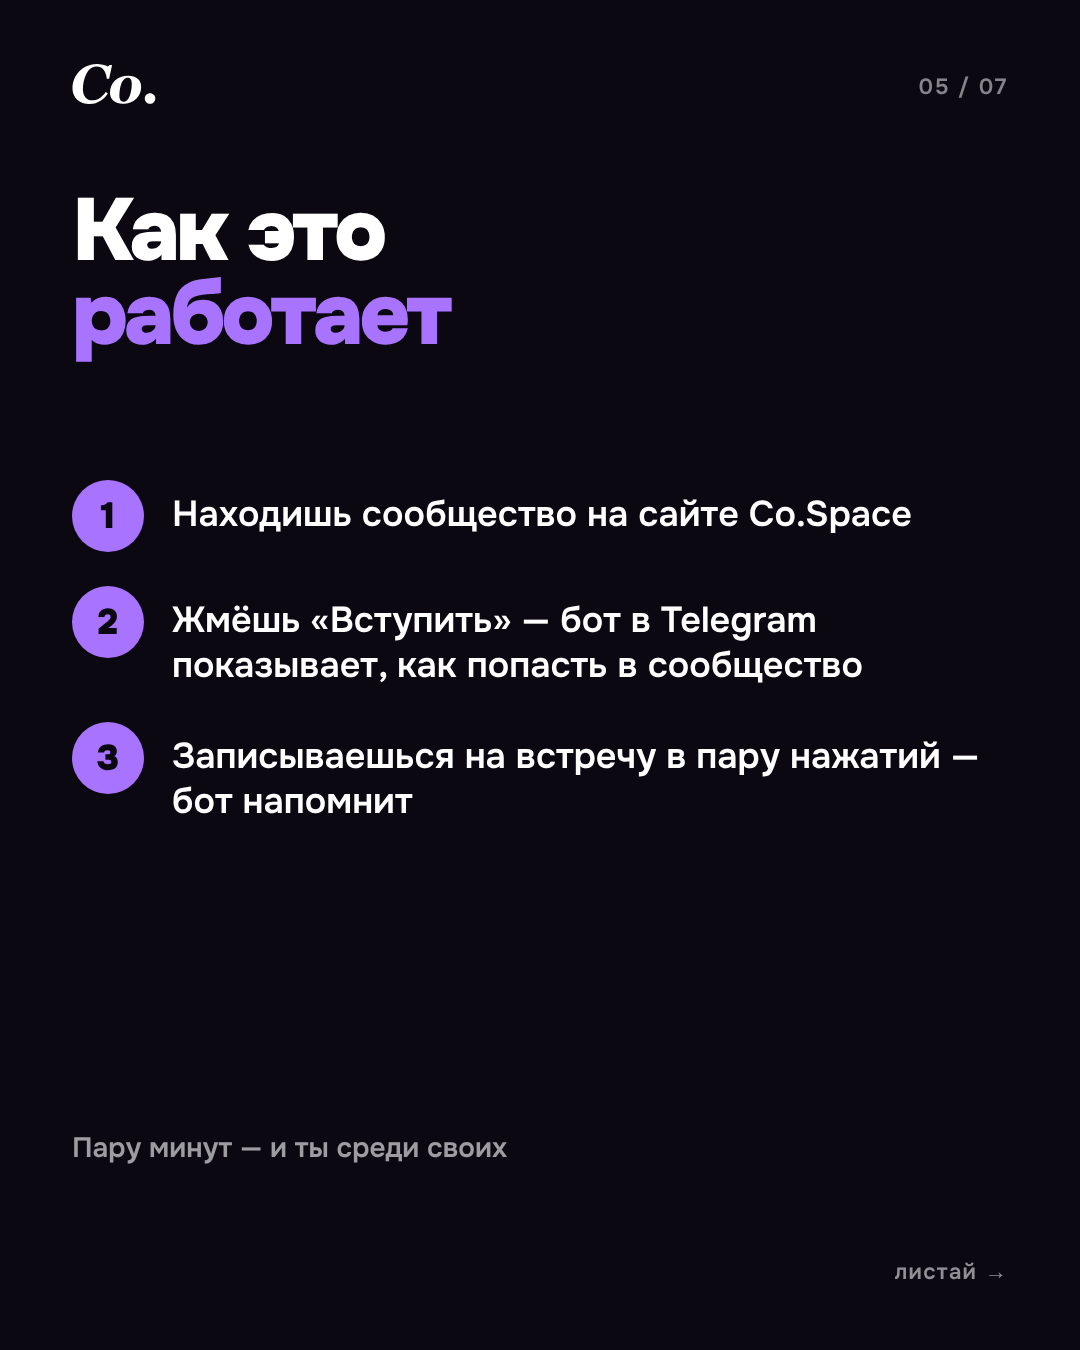 Co.
05 / 07
Как это
работает
1
Находишь сообщество на сайте Co.Space
2
Жмёшь «Вступить» — бот в Telegram
показывает, как попасть в сообщество
3
Записываешься на встречу в пару нажатий —
бот напомнит
Пару минут — и ты среди своих
листай →